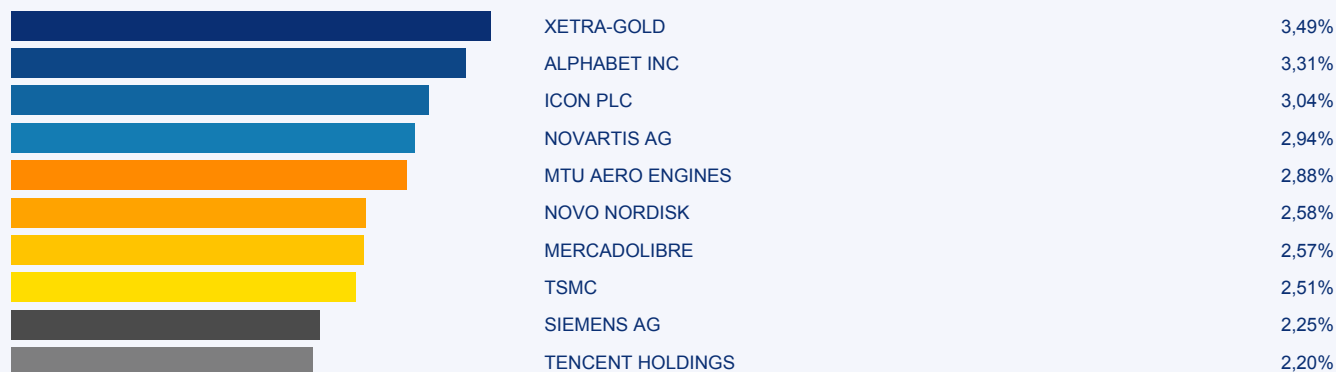 XETRA-GOLD 3,49%
ALPHABET INC 3,31%
ICON PLC 3,04%
NOVARTIS AG 2,94%
MTU AERO ENGINES 2,88%
NOVO NORDISK 2,58%
MERCADOLIBRE 2,57%
TSMC 2,51%
SIEMENS AG 2,25%
TENCENT HOLDINGS 2,20%